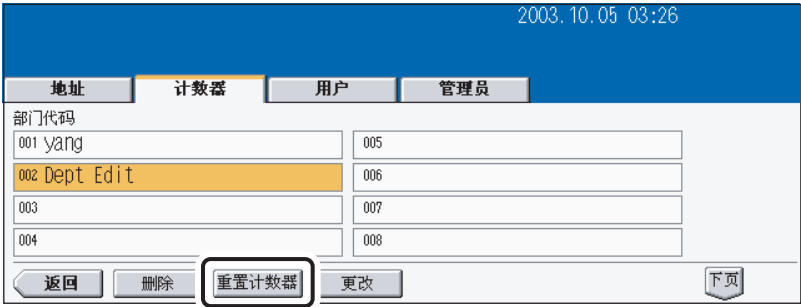 2003.10.05 03:26
地址 计数器 用户 管理员
部门代码
001 yang 005
002 Dept Edit 006
003 007
004 008
返回 删除 重置计数器 更改 下页